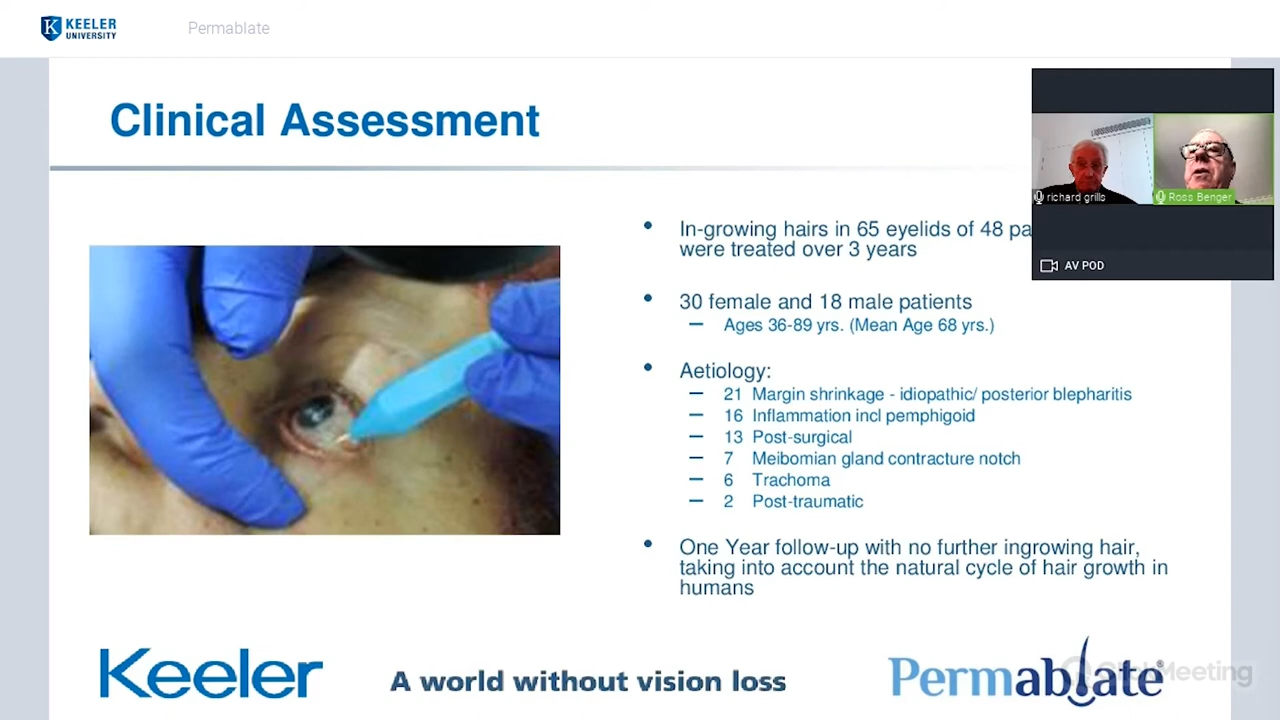 KEELER
UNIVERSITY
Permablate
Clinical Assessment
richard grills
Ross Benger
AV POD
• In-growing hairs in 65 eyelids of 48 pa
were treated over 3 years
• 30 female and 18 male patients
– Ages 36-89 yrs. (Mean Age 68 yrs.)
• Aetiology:
– 21 Margin shrinkage - idiopathic/ posterior blepharitis
– 16 Inflammation incl pemphigoid
– 13 Post-surgical
– 7 Meibomian gland contracture notch
– 6 Trachoma
– 2 Post-traumatic
• One Year follow-up with no further ingrowing hair,
taking into account the natural cycle of hair growth in
humans
Keeler
A world without vision loss
Permablate®
ClickMeeting